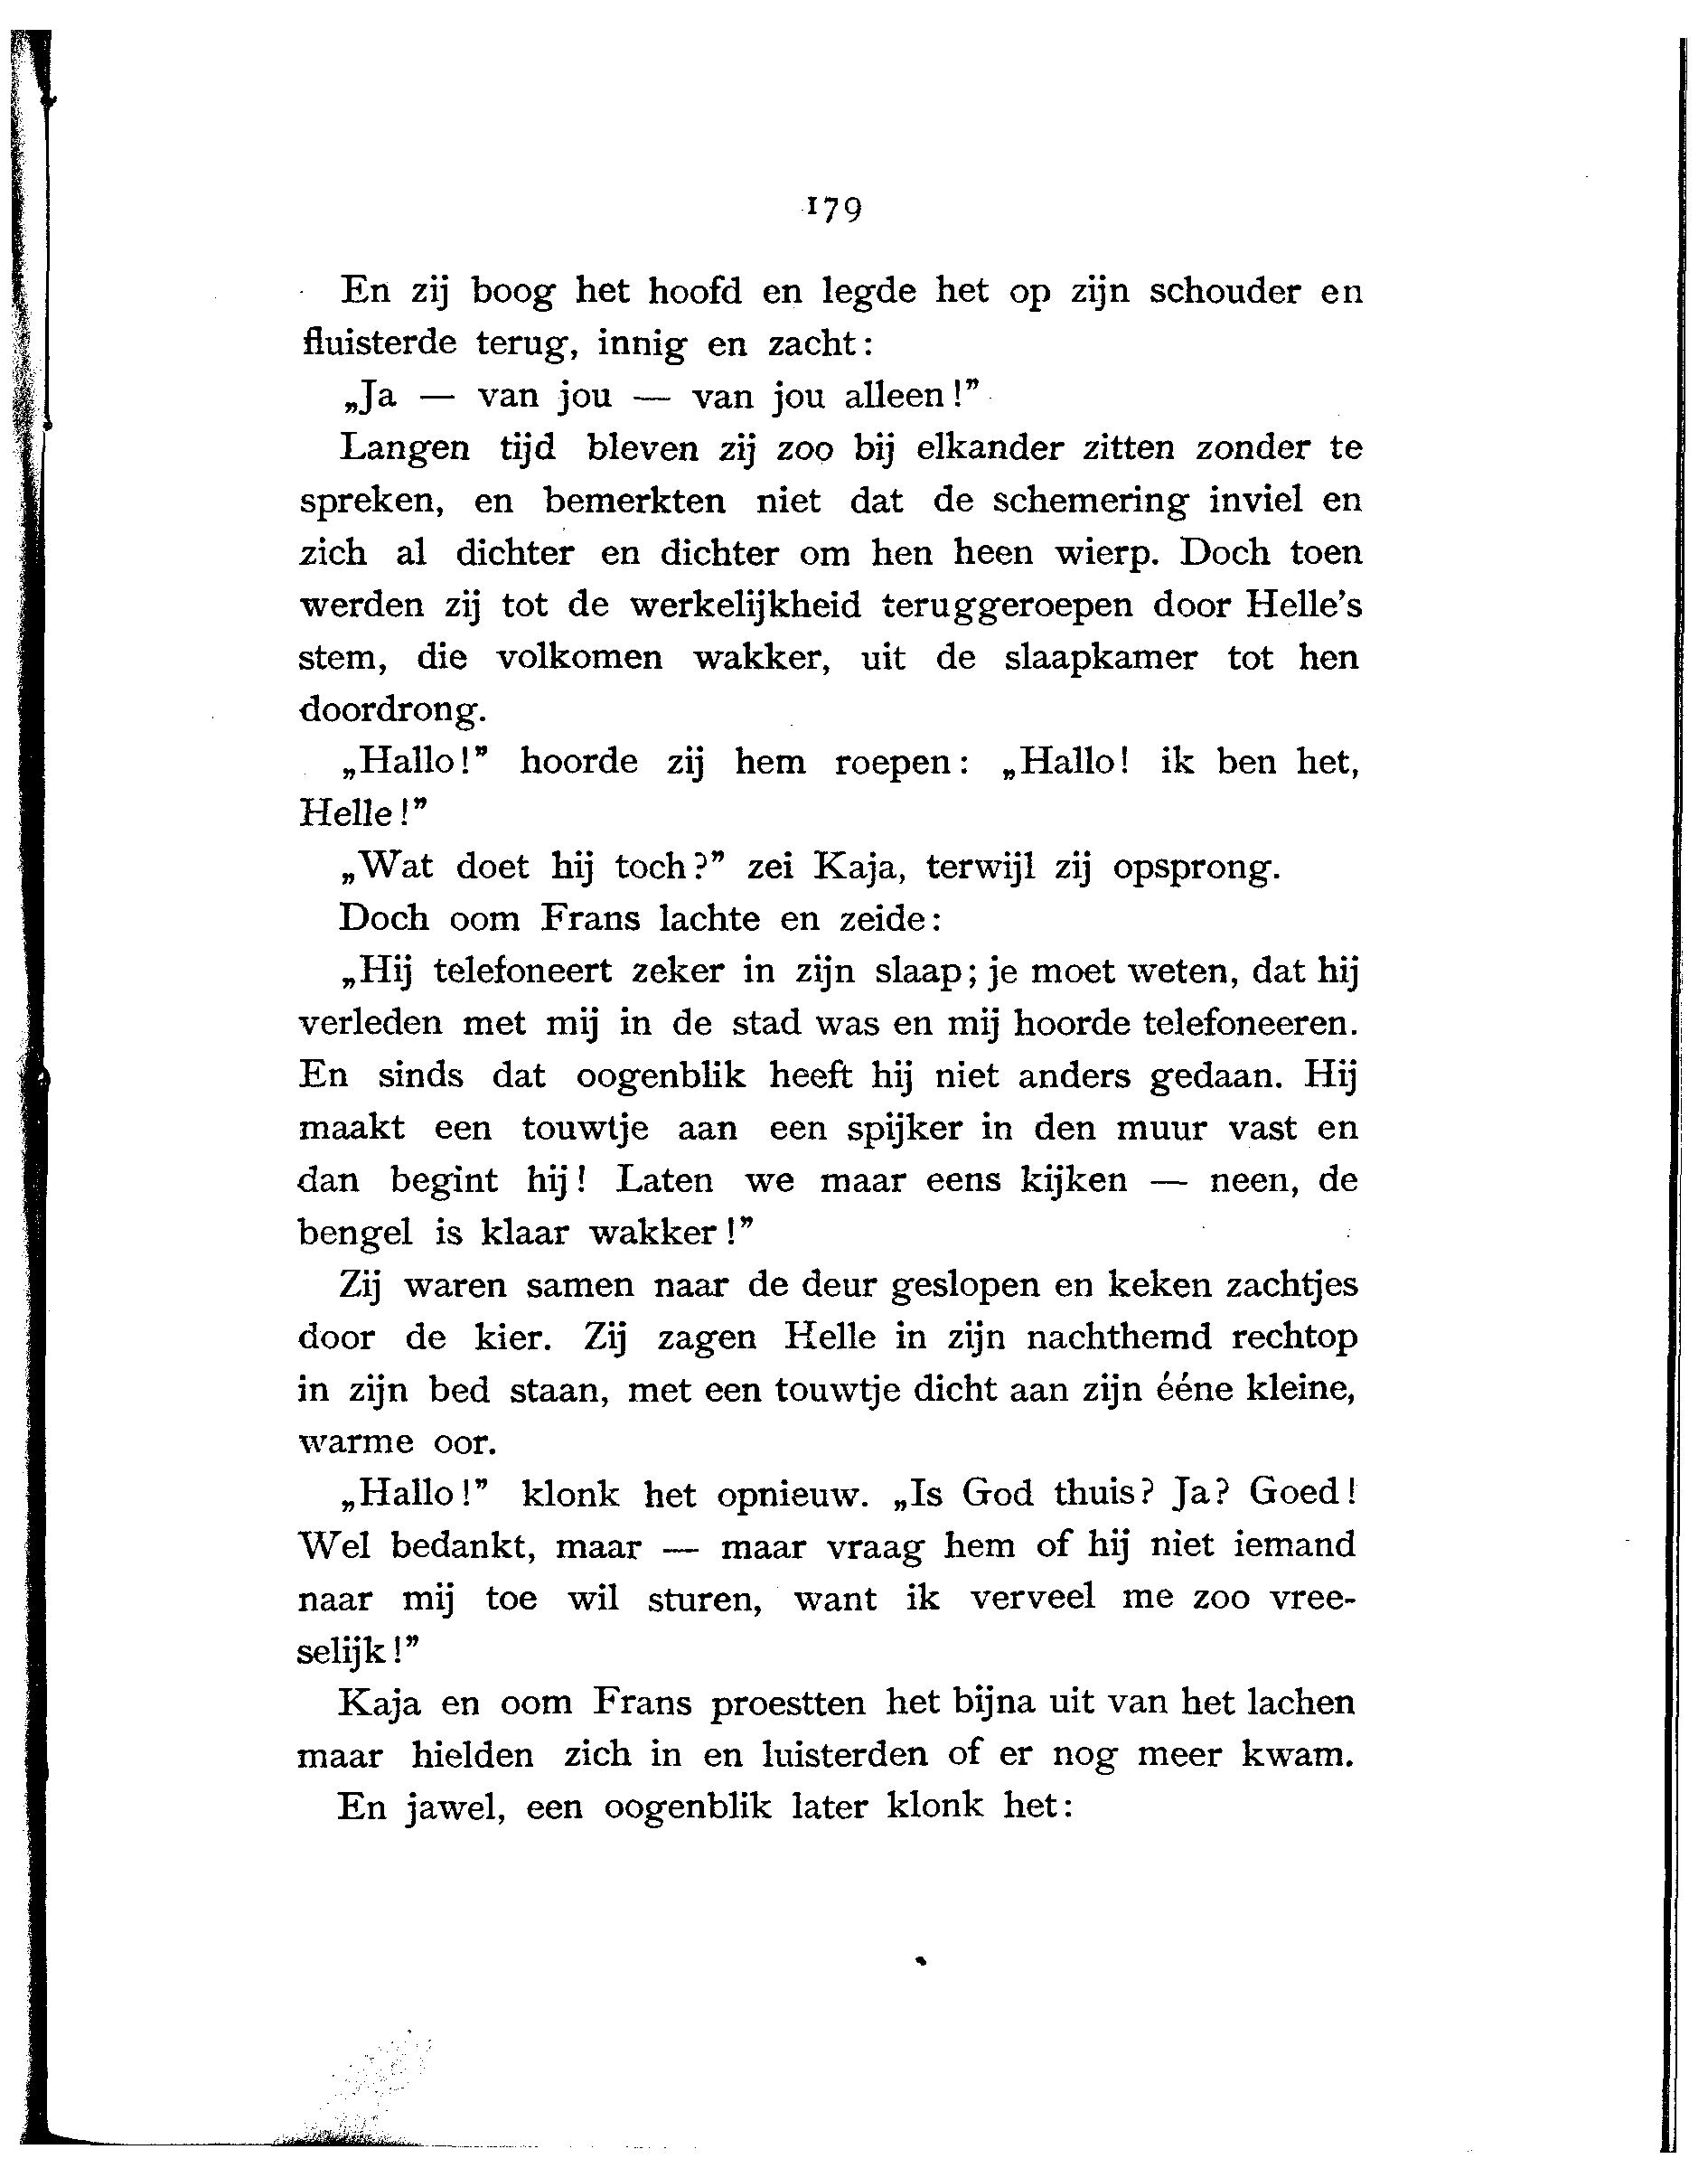 179
En zij boog het hoofd en legde het op zijn schouder en
fluisterde terug, innig en zacht:
„Ja — van jou — van jou alleen!”
Langen tijd bleven zij zoo bij elkander zitten zonder te
spreken, en bemerkten niet dat de schemering inviel en
zich al dichter en dichter om hen heen wierp. Doch toen
werden zij tot de werkelijkheid teruggeroepen door Helle's
stem, die volkomen wakker, uit de slaapkamer tot hen
doordrong.
„Hallo!” hoorde zij hem roepen: „Hallo! ik ben het,
Helle!”
„Wat doet hij toch?” zei Kaja, terwijl zij opsprong.
Doch oom Frans lachte en zeide:
„Hij telefoneert zeker in zijn slaap; je moet weten, dat hij
verleden met mij in de stad was en mij hoorde telefoneeren.
En sinds dat oogenblik heeft hij niet anders gedaan. Hij
maakt een touwtje aan een spijker in den muur vast en
dan begint hij! Laten we maar eens kijken — neen, de
bengel is klaar wakker!”
Zij waren samen naar de deur geslopen en keken zachtjes
door de kier. Zij zagen Helle in zijn nachthemd rechtop
in zijn bed staan, met een touwtje dicht aan zijn ééne kleine,
warme oor.
„Hallo!” klonk het opnieuw. „Is God thuis? Ja? Goed!
Wel bedankt, maar — maar vraag hem of hij niet iemand
naar mij toe wil sturen, want ik verveel me zoo vree-
selijk!”
Kaja en oom Frans proestten het bijna uit van het lachen
maar hielden zich in en luisterden of er nog meer kwam.
En jawel, een oogenblik later klonk het: